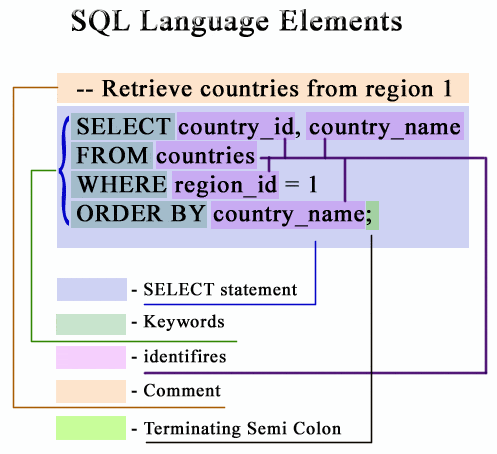 SQL Language Elements
-- Retrieve countries from region 1
SELECT country_id, country_name
FROM countries
WHERE region_id = 1
ORDER BY country_name;
- SELECT statement
- Keywords
- identifires
- Comment
- Terminating Semi Colon